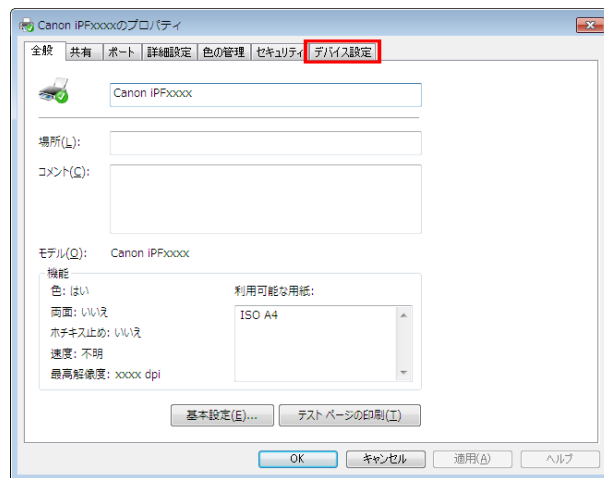 Canon iPFxxxxのプロパティ
全般 共有 ポート 詳細設定 色の管理 セキュリティ デバイス設定
Canon iPFxxxx
場所(L):
コメント(C):
モデル(O): Canon iPFxxxx
機能
色: はい 利用可能な用紙:
両面: いいえ ISO A4
ホチキス止め: いいえ
速度: 不明
最高解像度: xxxx dpi
基本設定(E)... テスト ページの印刷(T)
OK キャンセル 適用(A) ヘルプ